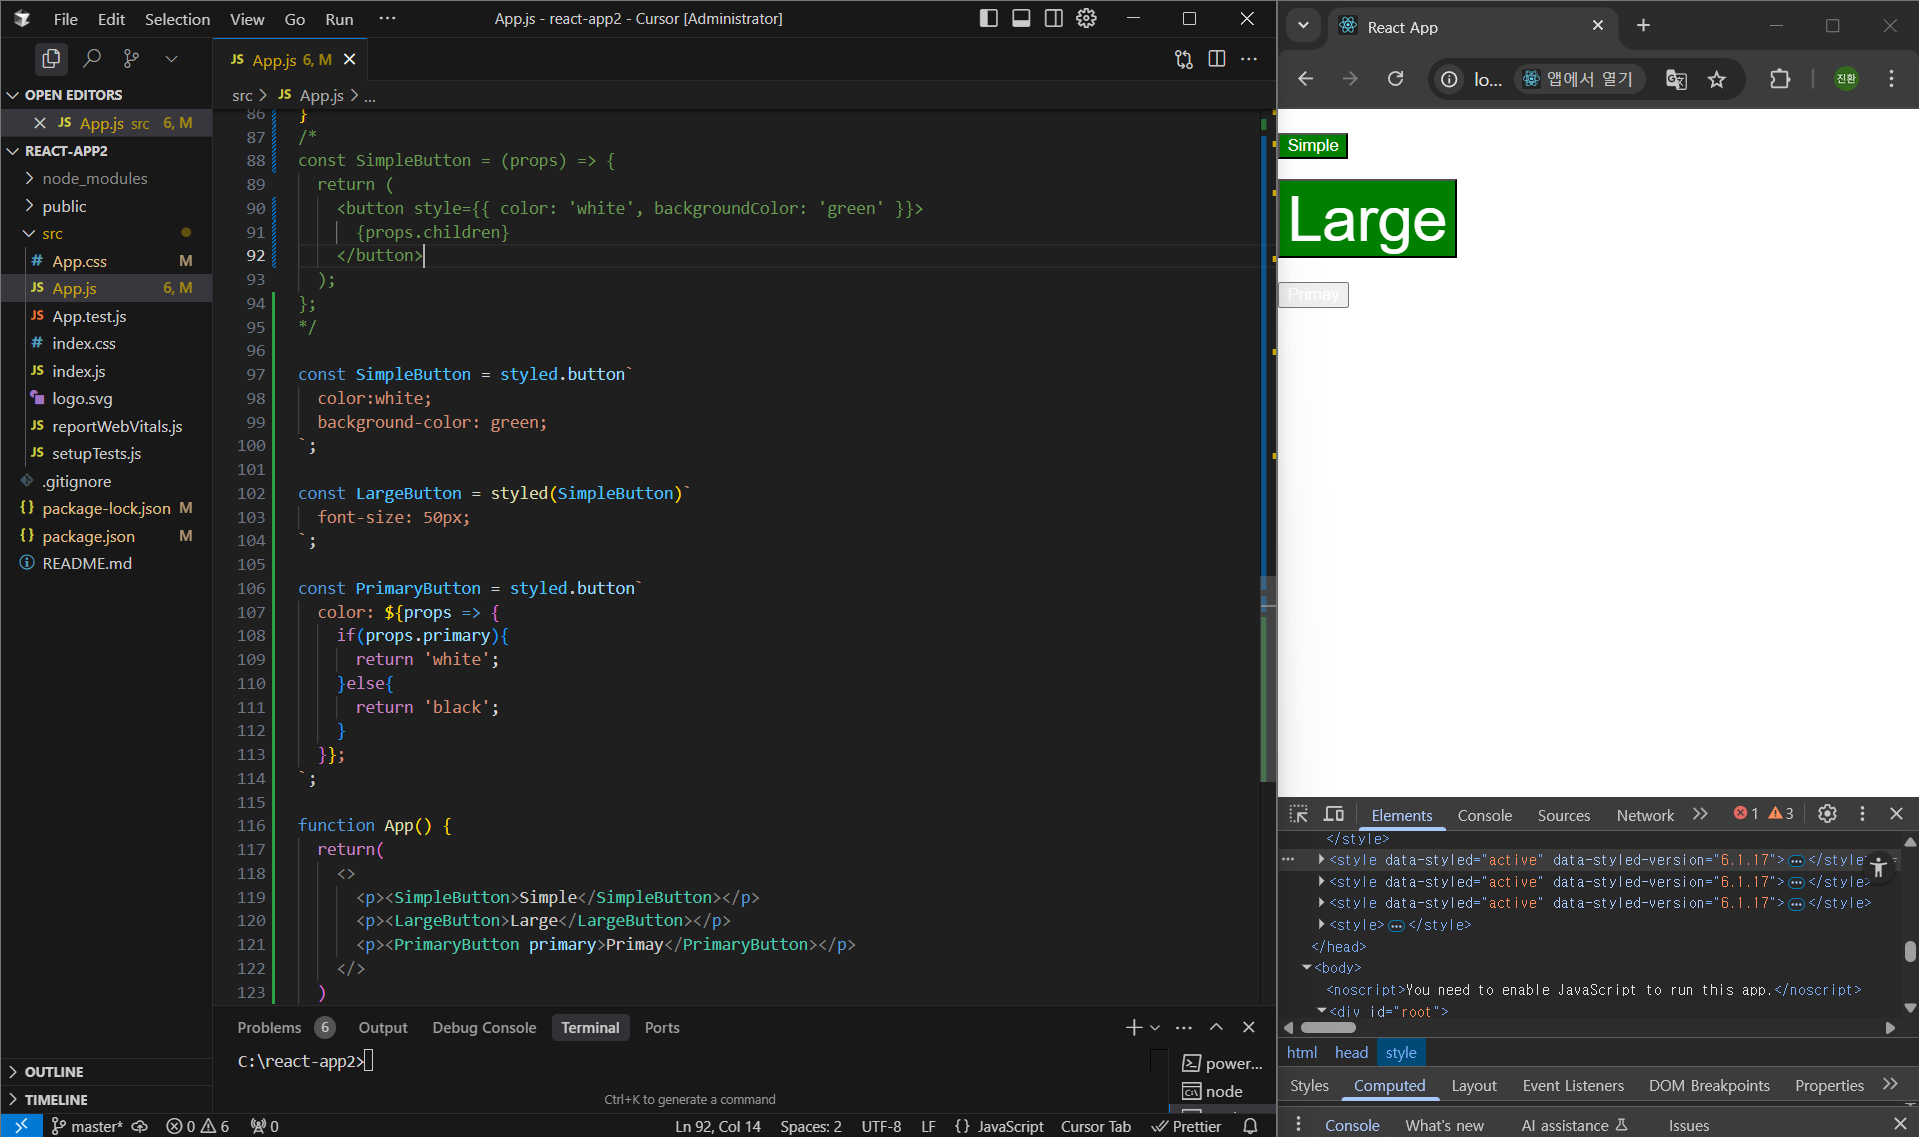 File Edit Selection View Go Run ··· App.js - react-app2 - Cursor [Administrator]
OPEN EDITORS
App.js src 6, M
REACT-APP2
node_modules
public
src
# App.css M
JS App.js 6, M
JS App.test.js
# index.css
JS index.js
logo.svg
JS reportWebVitals.js
JS setupTests.js
.gitignore
{} package-lock.json M
{} package.json M
README.md
OUTLINE
TIMELINE
JS App.js 6, M
src > JS App.js > ...
86 }
87 /*
88 const SimpleButton = (props) => {
89 return (
90 <button style={{ color: 'white', backgroundColor: 'green' }}>
91 {props.children}
92 </button>
93 );
94 };
95 */
96
97 const SimpleButton = styled.button`
98 color:white;
99 background-color: green;
100 `;
101
102 const LargeButton = styled(SimpleButton)`
103 font-size: 50px;
104 `;
105
106 const PrimaryButton = styled.button`
107 color: ${props => {
108 if(props.primary){
109 return 'white';
110 }else{
111 return 'black';
112 }
113 }};
114 `;
115
116 function App() {
117 return(
118 <>
119 <p><SimpleButton>Simple</SimpleButton></p>
120 <p><LargeButton>Large</LargeButton></p>
121 <p><PrimaryButton primary>Primay</PrimaryButton></p>
122 </>
123 )
Problems 6 Output Debug Console Terminal Ports
C:\react-app2>
power...
node
Ctrl+K to generate a command
master* 0 6 0 Ln 92, Col 14 Spaces: 2 UTF-8 LF {} JavaScript Cursor Tab Prettier
React App
lo... 앱에서 열기 진환
Simple
Large
Primay
Elements Console Sources Network 1 3
</style>
<style data-styled="active" data-styled-version="6.1.17">···</style>
<style data-styled="active" data-styled-version="6.1.17">···</style>
<style data-styled="active" data-styled-version="6.1.17">···</style>
<style>···</style>
</head>
<body>
<noscript>You need to enable JavaScript to run this app.</noscript>
<div id="root">
html head style
Styles Computed Layout Event Listeners DOM Breakpoints Properties
Console What's new AI assistance Issues